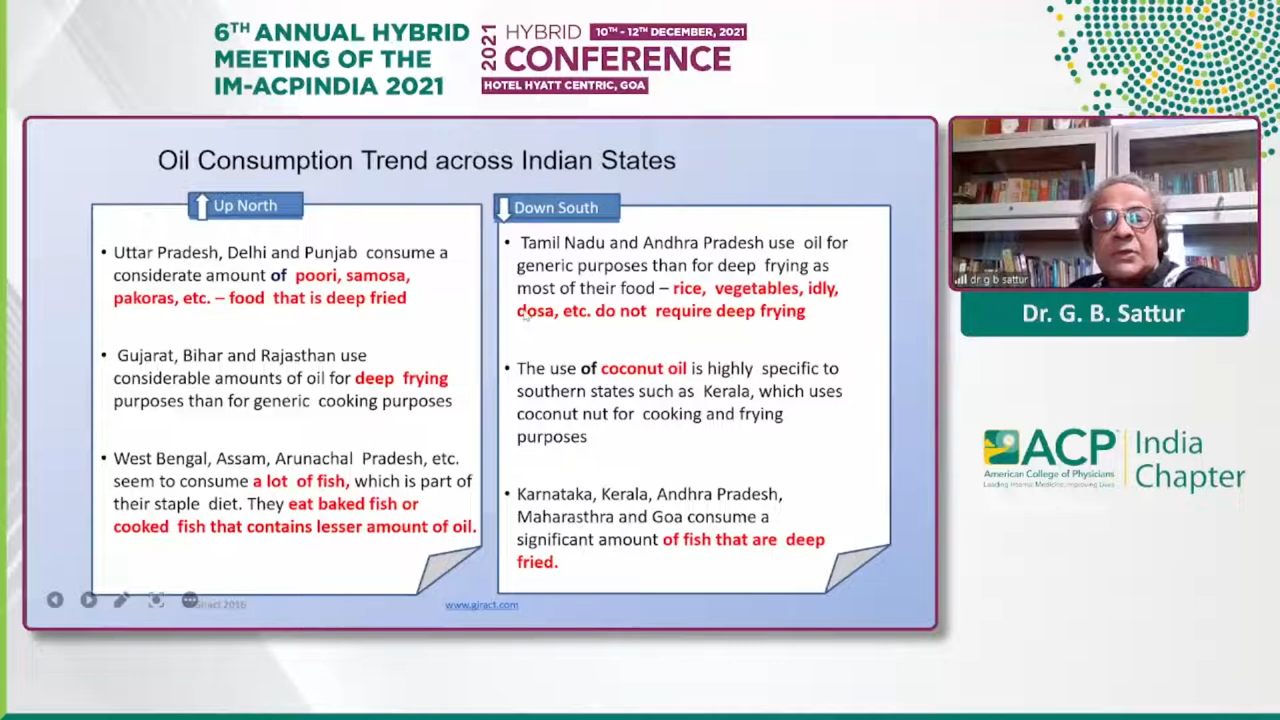 6TH ANNUAL HYBRID
MEETING OF THE
IM-ACPINDIA 2021
2021
HYBRID
10TH - 12TH DECEMBER, 2021
CONFERENCE
HOTEL HYATT CENTRIC, GOA
Oil Consumption Trend across Indian States
Up North
• Uttar Pradesh, Delhi and Punjab consume a
considerate amount of poori, samosa,
pakoras, etc. – food that is deep fried
• Gujarat, Bihar and Rajasthan use
considerable amounts of oil for deep frying
purposes than for generic cooking purposes
• West Bengal, Assam, Arunachal Pradesh, etc.
seem to consume a lot of fish, which is part of
their staple diet. They eat baked fish or
cooked fish that contains lesser amount of oil.
Down South
• Tamil Nadu and Andhra Pradesh use oil for
generic purposes than for deep frying as
most of their food – rice, vegetables, idly,
dosa, etc. do not require deep frying
• The use of coconut oil is highly specific to
southern states such as Kerala, which uses
coconut nut for cooking and frying
purposes
• Karnataka, Kerala, Andhra Pradesh,
Maharasthra and Goa consume a
significant amount of fish that are deep
fried.
Giract 2016
www.giract.com
dr g b sattur
Dr. G. B. Sattur
ACP
American College of Physicians
Leading Internal Medicine, Improving Lives
India
Chapter